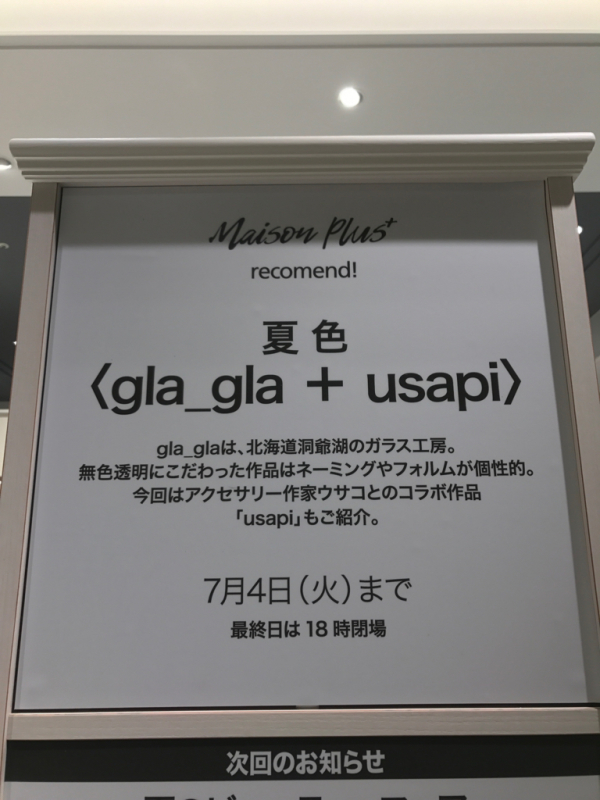 Maison Plus+
recomend!
夏色
〈gla_gla + usapi〉
gla_glaは、北海道洞爺湖のガラス工房。
無色透明にこだわった作品はネーミングやフォルムが個性的。
今回はアクセサリー作家ウサコとのコラボ作品
「usapi」もご紹介。
7月4日(火)まで
最終日は18時閉場
次回のお知らせ